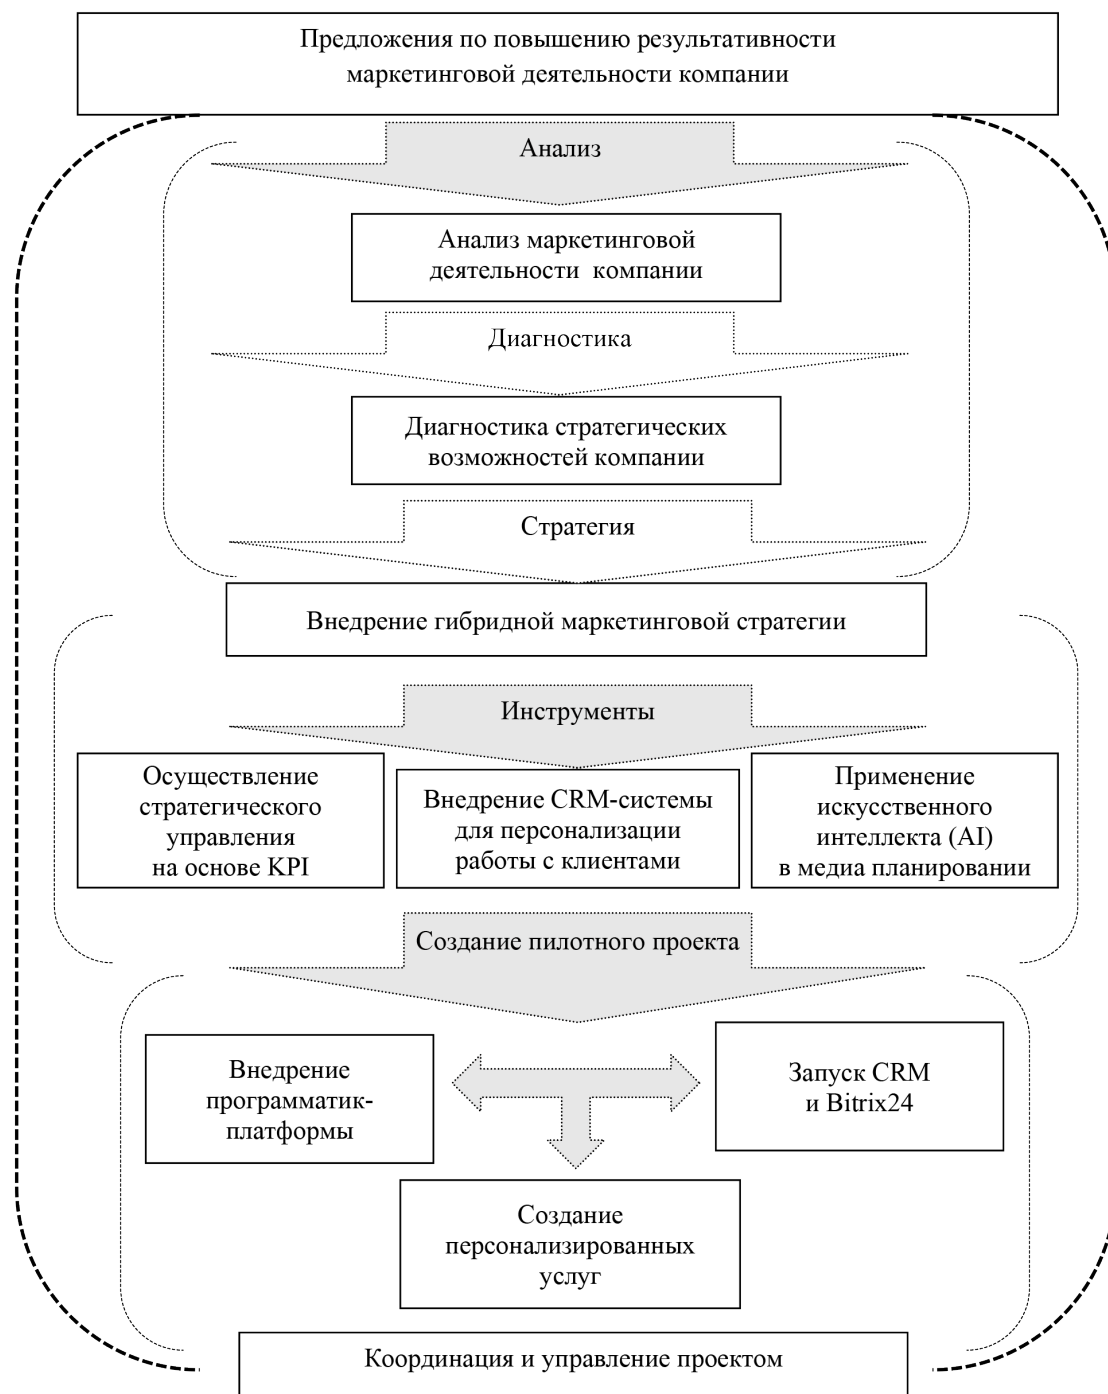 Предложения по повышению результативности
маркетинговой деятельности компании
Анализ
Анализ маркетинговой
деятельности компании
Диагностика
Диагностика стратегических
возможностей компании
Стратегия
Внедрение гибридной маркетинговой стратегии
Инструменты
Осуществление
стратегического
управления
на основе KPI
Внедрение CRM-системы
для персонализации
работы с клиентами
Применение
искусственного
интеллекта (AI)
в медиа планировании
Создание пилотного проекта
Внедрение
программатик-
платформы
Запуск CRM
и Bitrix24
Создание
персонализированных
услуг
Координация и управление проектом